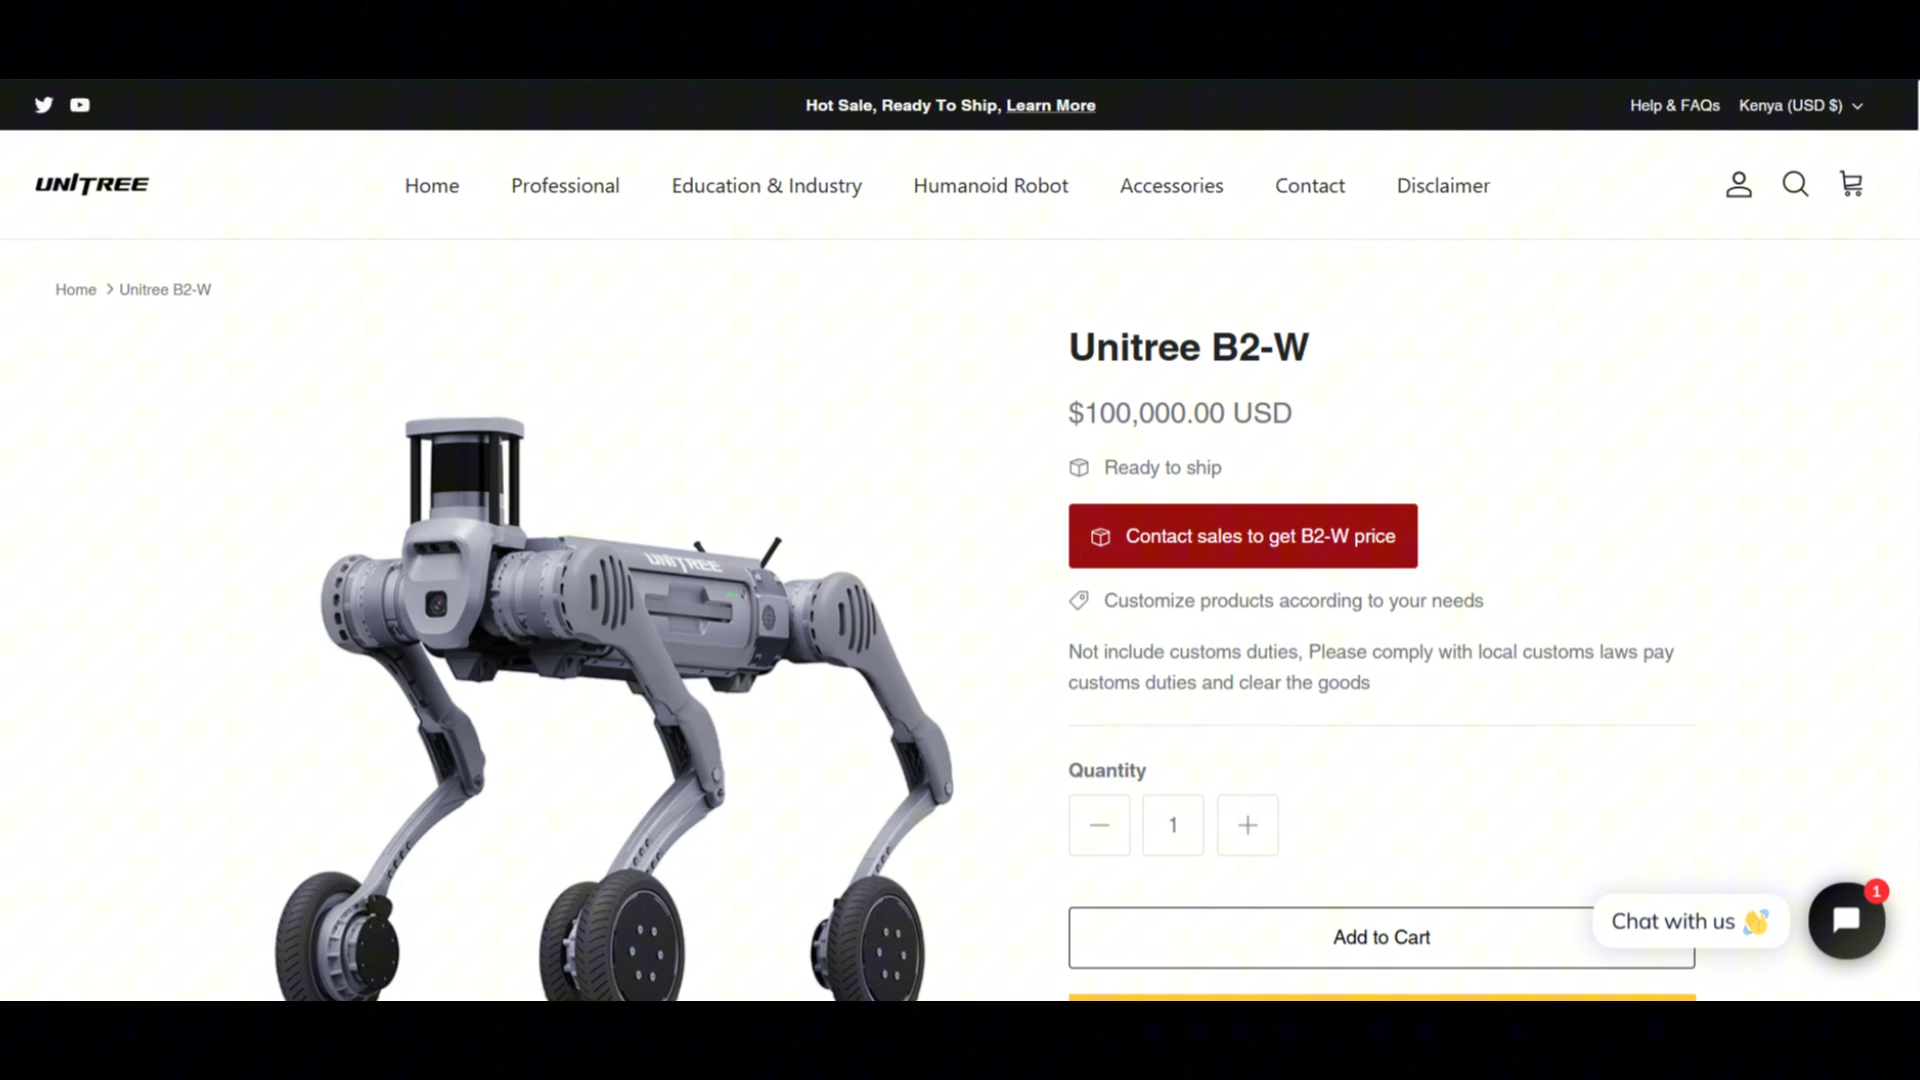 Hot Sale, Ready To Ship, Learn More
Help & FAQs
Kenya (USD $)
UNITREE
Home
Professional
Education & Industry
Humanoid Robot
Accessories
Contact
Disclaimer
Home > Unitree B2-W
Unitree B2-W
$100,000.00 USD
Ready to ship
Contact sales to get B2-W price
Customize products according to your needs
Not include customs duties, Please comply with local customs laws pay
customs duties and clear the goods
Quantity
1
Add to Cart
Chat with us 👋
1
UNITREE